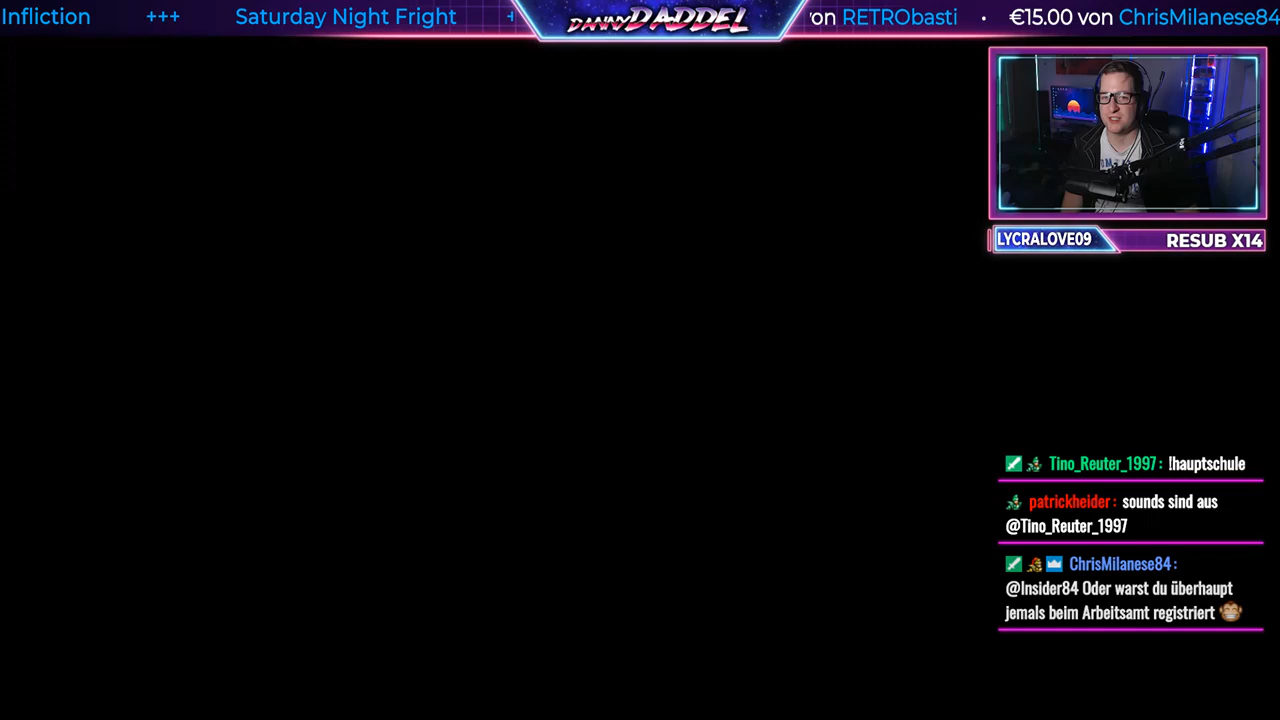 Infliction +++ Saturday Night Fright
DANNY DADDEL
von RETRObasti • €15.00 von ChrisMilanese84
LYCRALOVE09 RESUB X14
Tino_Reuter_1997: !hauptschule
patrickheider: sounds sind aus
@Tino_Reuter_1997
ChrisMilanese84:
@Insider84 Oder warst du überhaupt
jemals beim Arbeitsamt registriert